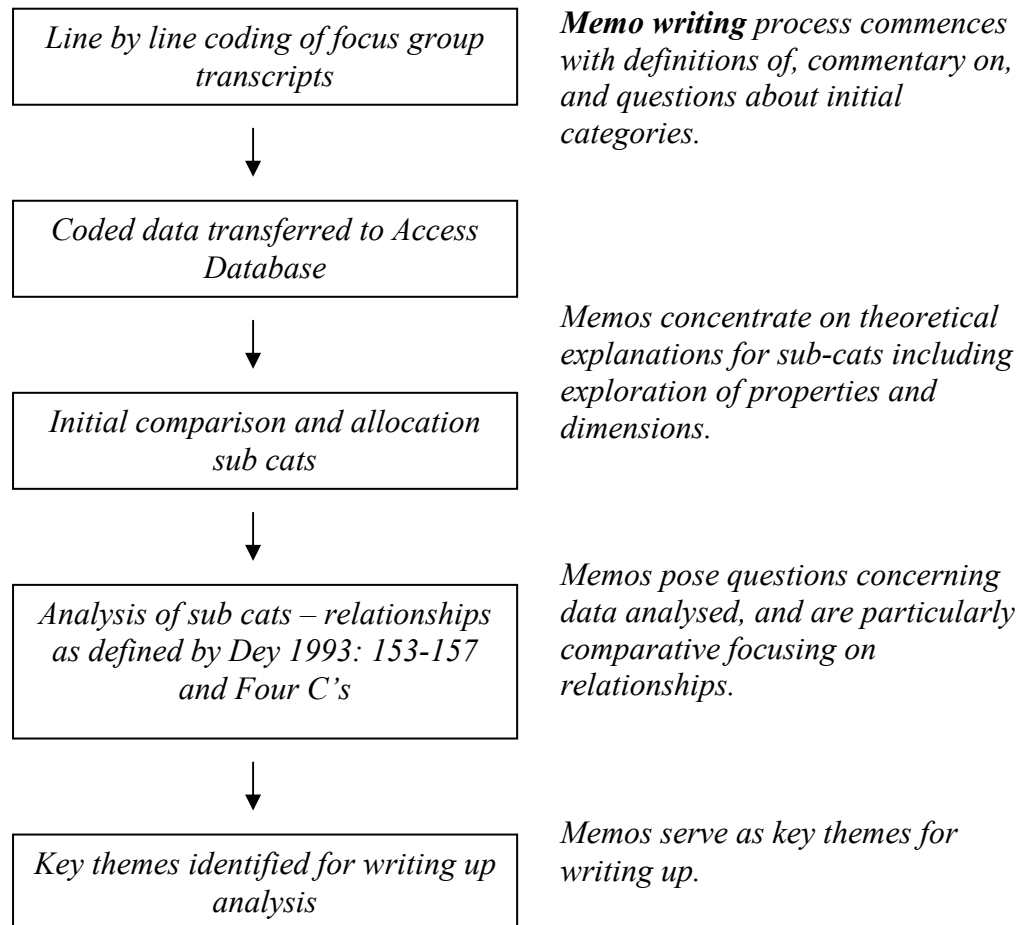 Line by line coding of focus group
transcripts
Memo writing process commences
with definitions of, commentary on,
and questions about initial
categories.
Coded data transferred to Access
Database
Memos concentrate on theoretical
explanations for sub-cats including
exploration of properties and
dimensions.
Initial comparison and allocation
sub cats
Analysis of sub cats – relationships
as defined by Dey 1993: 153-157
and Four C’s
Memos pose questions concerning
data analysed, and are particularly
comparative focusing on
relationships.
Key themes identified for writing up
analysis
Memos serve as key themes for
writing up.